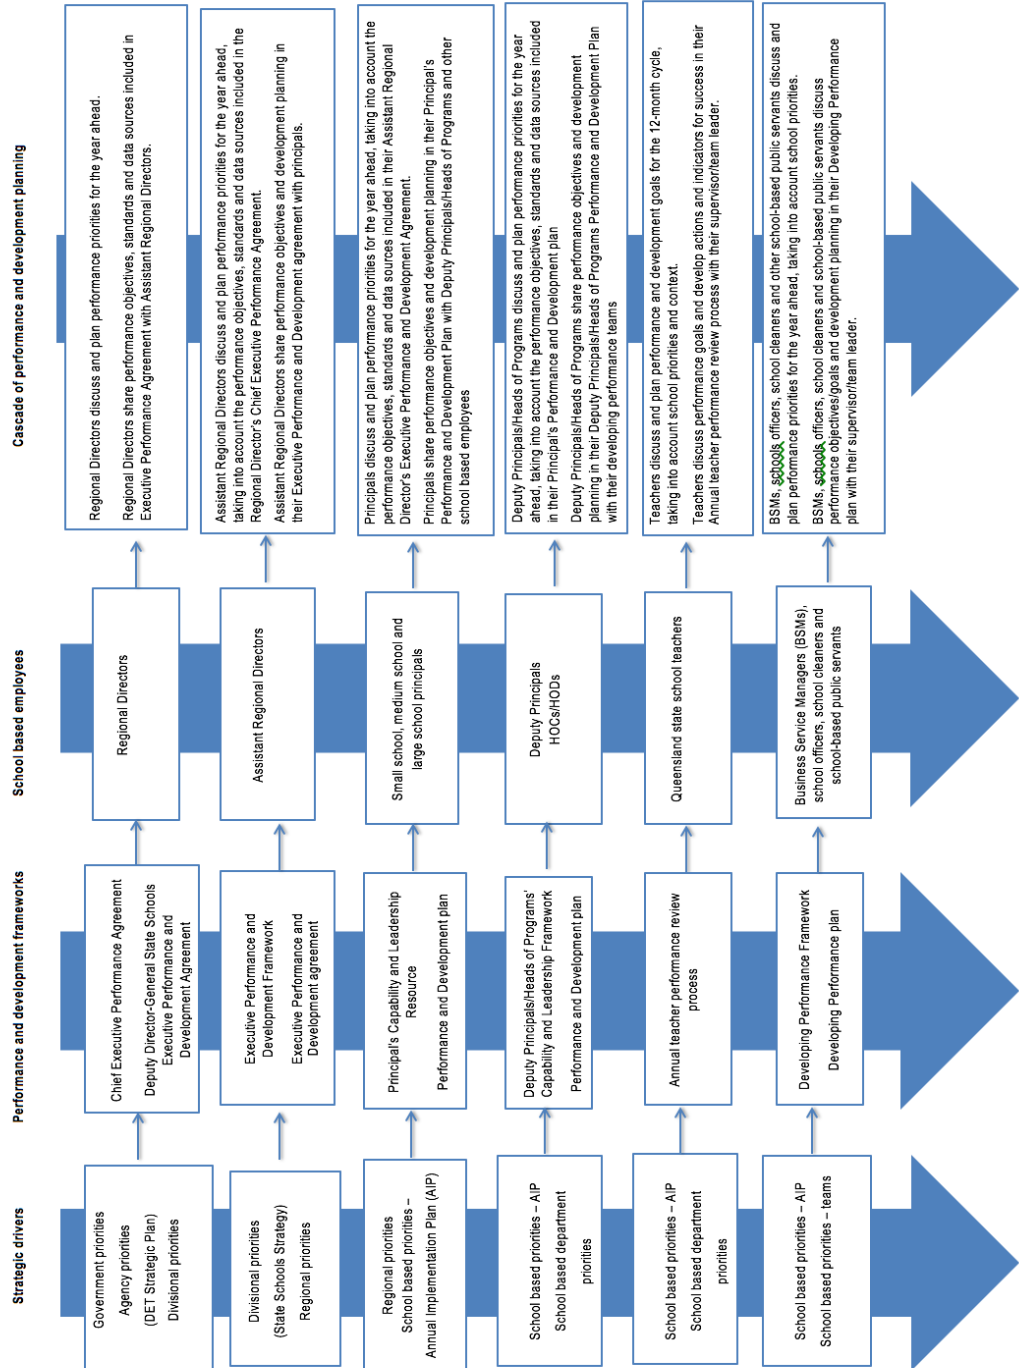 Strategic drivers
Performance and development frameworks
School based employees
Cascade of performance and development planning
Government priorities
Agency priorities
(DET Strategic Plan)
Divisional priorities
Chief Executive Performance Agreement
Deputy Director-General State Schools
Executive Performance and
Development Agreement
Regional Directors
Regional Directors discuss and plan performance priorities for the year ahead.
Regional Directors share performance objectives, standards and data sources included in
Executive Performance Agreement with Assistant Regional Directors.
Divisional priorities
(State Schools Strategy)
Regional priorities
Executive Performance and
Development Framework
Executive Performance and
Development agreement
Assistant Regional Directors
Assistant Regional Directors discuss and plan performance priorities for the year ahead,
taking into account the performance objectives, standards and data sources included in the
Regional Director's Chief Executive Performance Agreement.
Assistant Regional Directors share performance objectives and development planning in
their Executive Performance and Development agreement with principals.
Regional priorities
School based priorities –
Annual Implementation Plan (AIP)
Principal's Capability and Leadership
Resource
Performance and Development plan
Small school, medium school and
large school principals
Principals discuss and plan performance priorities for the year ahead, taking into account the
performance objectives, standards and data sources included in their Assistant Regional
Director's Executive Performance and Development Agreement.
Principals share performance objectives and development planning in their Principal's
Performance and Development Plan with Deputy Principals/Heads of Programs and other
school based employees
School based priorities – AIP
School based department
priorities
Deputy Principals/Heads of Programs'
Capability and Leadership Framework
Performance and Development plan
Deputy Principals
HOCs/HODs
Deputy Principals/Heads of Programs discuss and plan performance priorities for the year
ahead, taking into account the performance objectives, standards and data sources included
in their Principal's Performance and Development plan
Deputy Principals/Heads of Programs share performance objectives and development
planning in their Deputy Principals/Heads of Programs Performance and Development Plan
with their developing performance teams
School based priorities – AIP
School based department
priorities
Annual teacher performance review
process
Queensland state school teachers
Teachers discuss and plan performance and development goals for the 12-month cycle,
taking into account school priorities and context.
Teachers discuss performance goals and develop actions and indicators for success in their
Annual teacher performance review process with their supervisor/team leader.
School based priorities – AIP
School based priorities – teams
Developing Performance Framework
Developing Performance plan
Business Service Managers (BSMs),
school officers, school cleaners and
school-based public servants
BSMs, schools officers, school cleaners and other school-based public servants discuss and
plan performance priorities for the year ahead, taking into account school priorities.
BSMs, schools officers, school cleaners and school-based public servants discuss
performance objectives/goals and development planning in their Developing Performance
plan with their supervisor/team leader.